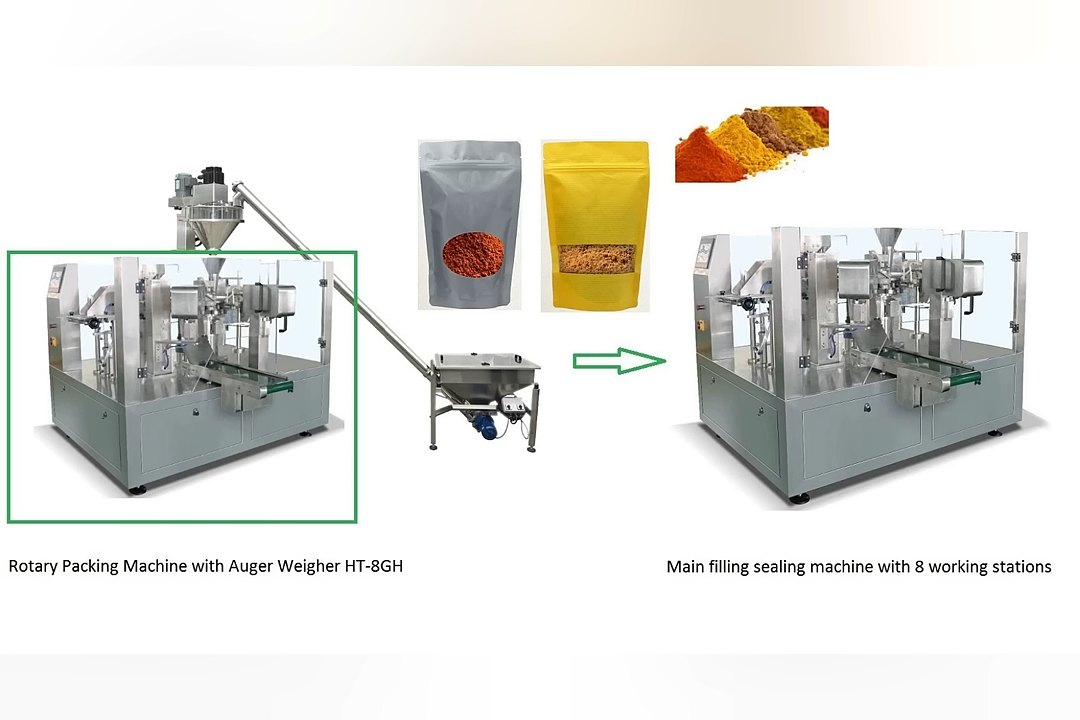 Rotary Packing Machine with Auger Weigher HT-8GH
Main filling sealing machine with 8 working stations